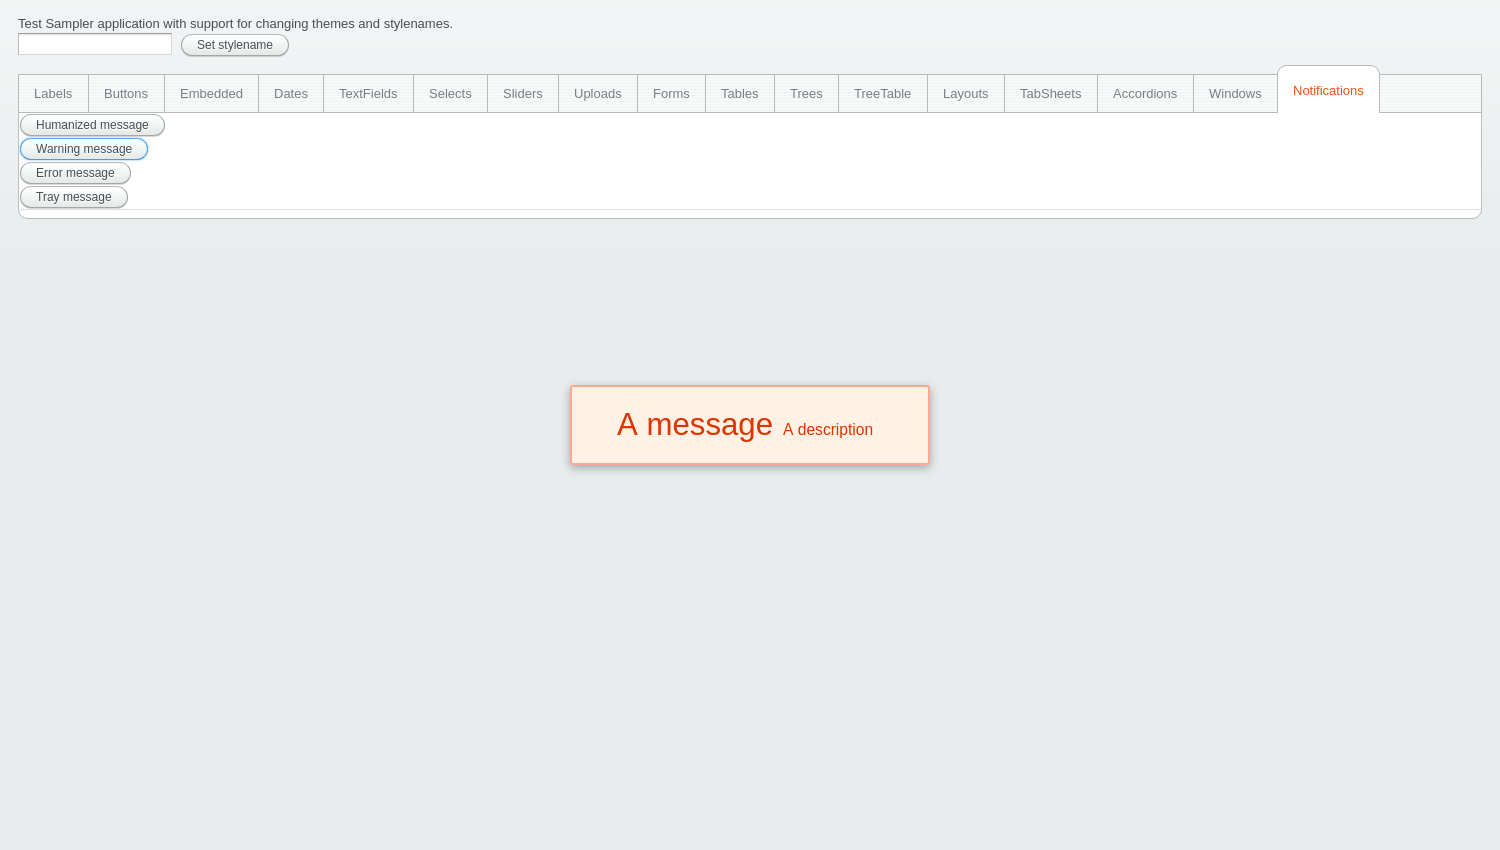 Test Sampler application with support for changing themes and stylenames.
Set stylename
Labels Buttons Embedded Dates TextFields Selects Sliders Uploads Forms Tables Trees TreeTable Layouts TabSheets Accordions Windows Notifications
Humanized message
Warning message
Error message
Tray message
A message A description